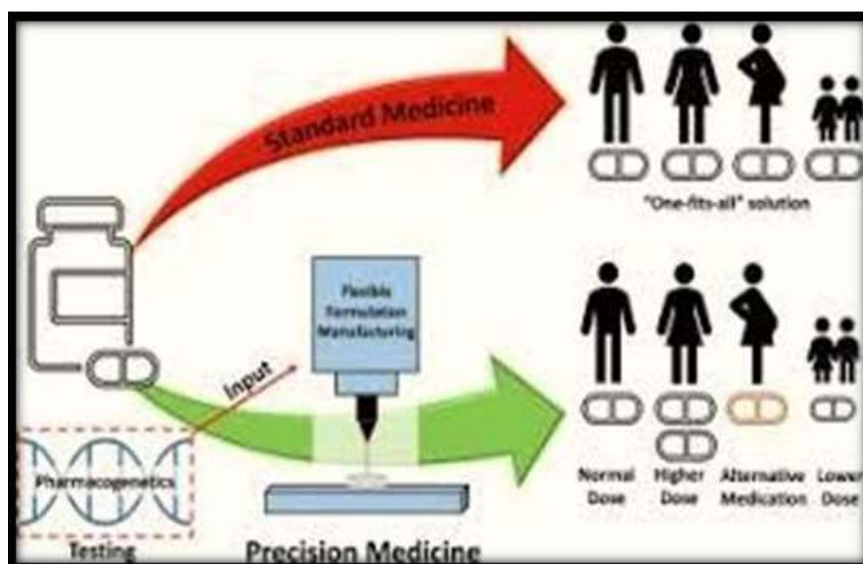 Standard Medicine
"One-fits-all" solution
Flexible
Formulation
Manufacturing
Input
Pharmacogenetics
Testing
Precision Medicine
Normal
Dose
Higher
Dose
Alternative
Medication
Lower
Dose